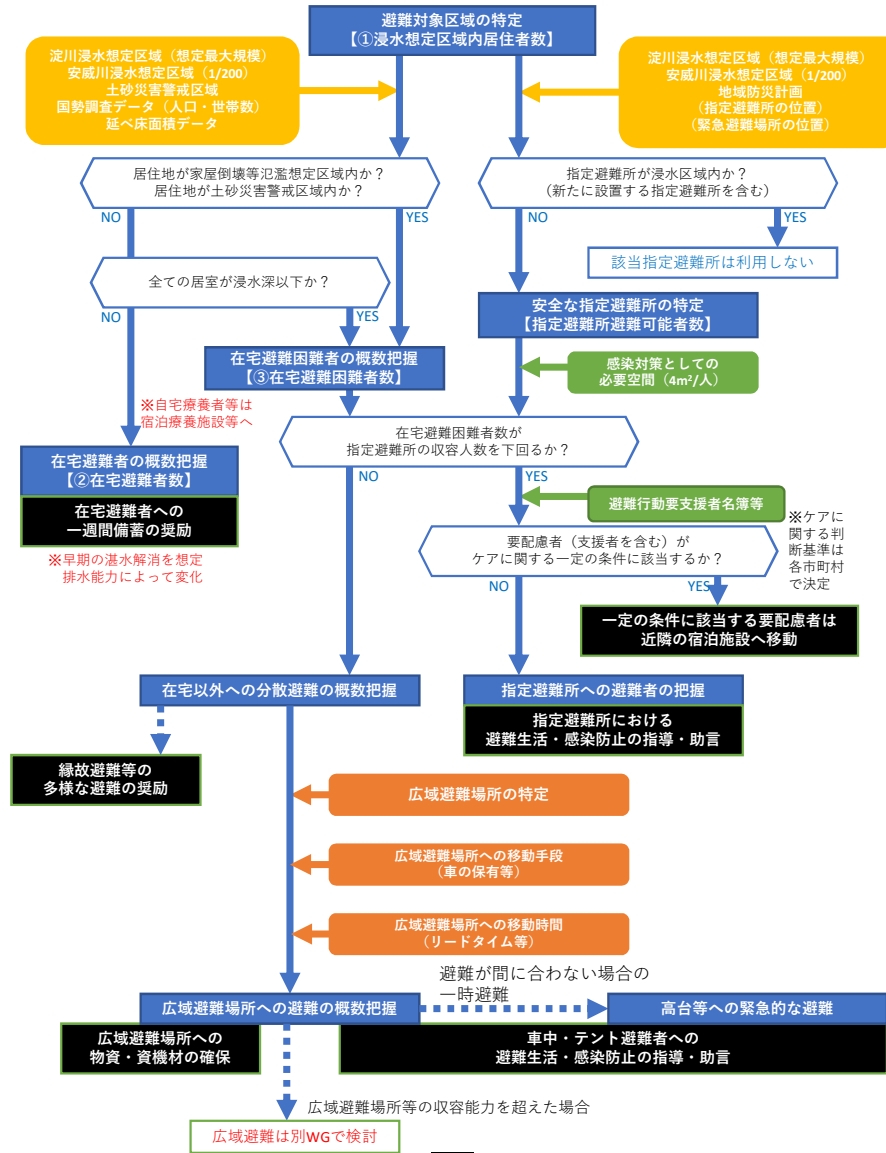 避難対象区域の特定
【①浸水想定区域内居住者数】
淀川浸水想定区域（想定最大規模）
安威川浸水想定区域（1/200）
土砂災害警戒区域
国勢調査データ（人口・世帯数）
延べ床面積データ
淀川浸水想定区域（想定最大規模）
安威川浸水想定区域（1/200）
地域防災計画
（指定避難所の位置）
（緊急避難場所の位置）
居住地が家屋倒壊等氾濫想定区域内か？
居住地が土砂災害警戒区域内か？
指定避難所が浸水区域内か？
（新たに設置する指定避難所を含む）
NO
YES
NO
YES
該当指定避難所は利用しない
全ての居室が浸水深以下か？
NO
YES
安全な指定避難所の特定
【指定避難所避難可能者数】
在宅避難困難者の概数把握
【③在宅避難困難者数】
感染対策としての
必要空間（4m²/人）
※自宅療養者等は
宿泊療養施設等へ
在宅避難困難者数が
指定避難所の収容人数を下回るか？
在宅避難者の概数把握
【②在宅避難者数】
在宅避難者への
一週間備蓄の奨励
※早期の湛水解消を想定
排水能力によって変化
NO
YES
避難行動要支援者名簿等
※ケアに
関する判
断基準は
各市町村
で決定
要配慮者（支援者を含む）が
ケアに関する一定の条件に該当するか？
NO
YES
一定の条件に該当する要配慮者は
近隣の宿泊施設へ移動
在宅以外への分散避難の概数把握
指定避難所への避難者の把握
指定避難所における
避難生活・感染防止の指導・助言
縁故避難等の
多様な避難の奨励
広域避難場所の特定
広域避難場所への移動手段
（車の保有等）
広域避難場所への移動時間
（リードタイム等）
避難が間に合わない場合の
一時避難
広域避難場所への避難の概数把握
高台等への緊急的な避難
広域避難場所への
物資・資機材の確保
車中・テント避難者への
避難生活・感染防止の指導・助言
広域避難場所等の収容能力を超えた場合
広域避難は別WGで検討